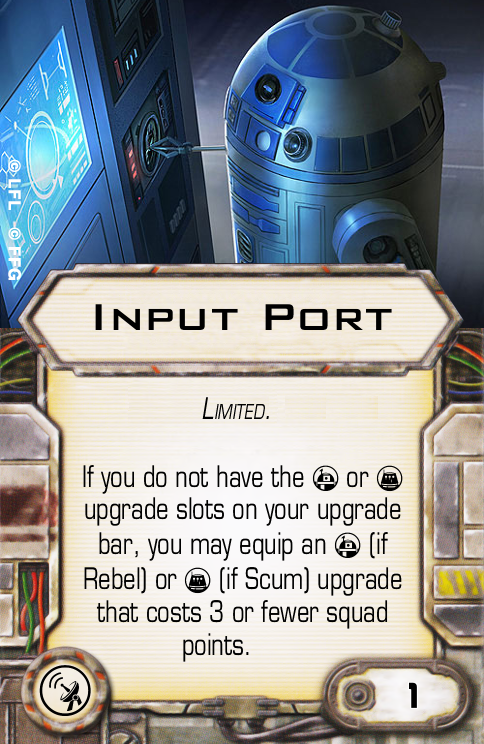 © LFL © FFG
INPUT PORT
LIMITED.
If you do not have the or
upgrade slots on your upgrade
bar, you may equip an (if
Rebel) or (if Scum) upgrade
that costs 3 or fewer squad
points.
1